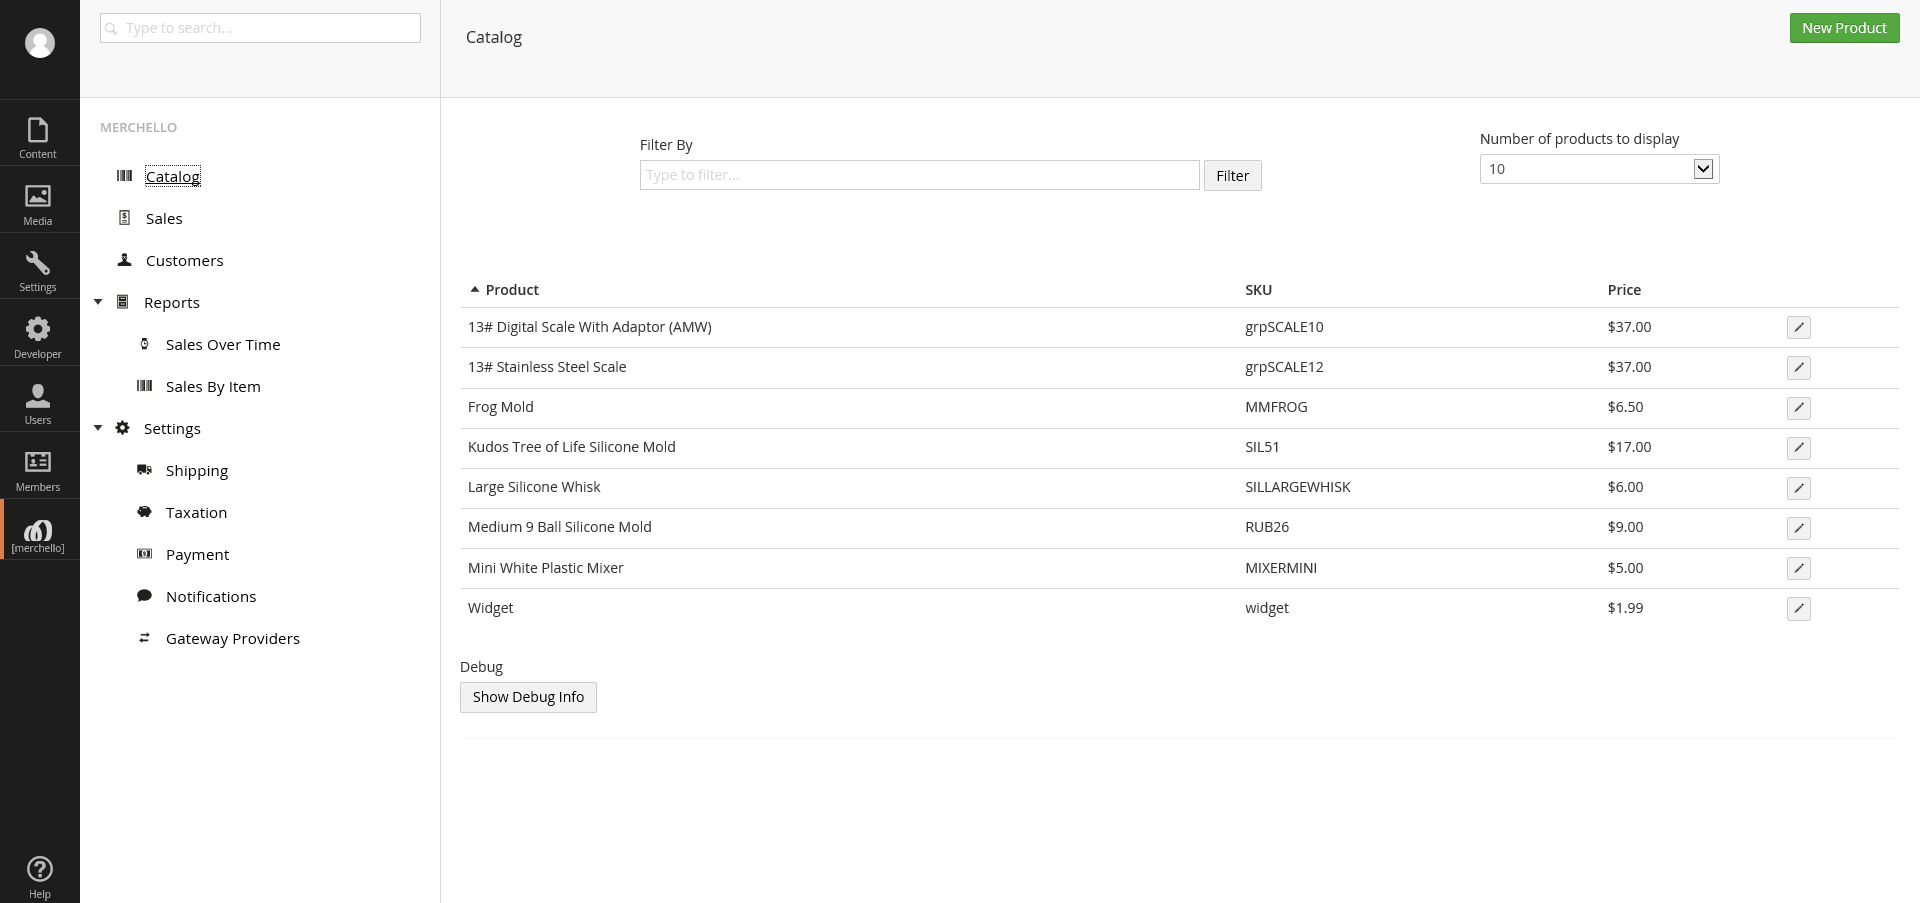 Type to search...
Catalog
New Product
Content
Media
Settings
Developer
Users
Members
[merchello]
Help
MERCHELLO
Catalog
Sales
Customers
Reports
Sales Over Time
Sales By Item
Settings
Shipping
Taxation
Payment
Notifications
Gateway Providers
Filter By
Type to filter...
Filter
Number of products to display
10
Product SKU Price
13# Digital Scale With Adaptor (AMW) grpSCALE10 $37.00
13# Stainless Steel Scale grpSCALE12 $37.00
Frog Mold MMFROG $6.50
Kudos Tree of Life Silicone Mold SIL51 $17.00
Large Silicone Whisk SILLARGEWHISK $6.00
Medium 9 Ball Silicone Mold RUB26 $9.00
Mini White Plastic Mixer MIXERMINI $5.00
Widget widget $1.99
Debug
Show Debug Info